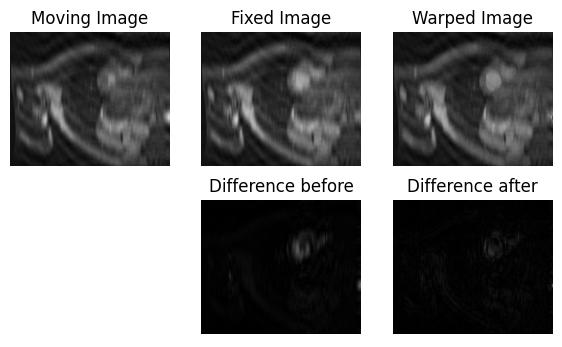 Moving Image
Fixed Image
Warped Image
Difference before
Difference after